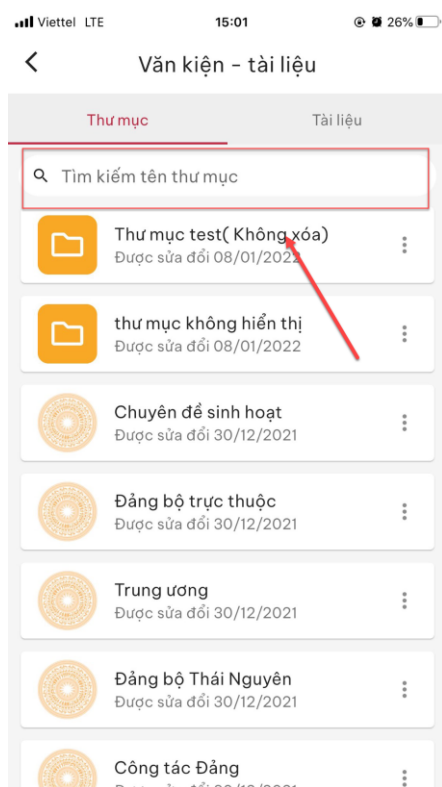 Viettel LTE 15:01 26%
Văn kiện - tài liệu
Thư mục Tài liệu
Tìm kiếm tên thư mục
Thư mục test( Không xóa)
Được sửa đổi 08/01/2022
thư mục không hiển thị
Được sửa đổi 08/01/2022
Chuyên đề sinh hoạt
Được sửa đổi 30/12/2021
Đảng bộ trực thuộc
Được sửa đổi 30/12/2021
Trung ương
Được sửa đổi 30/12/2021
Đảng bộ Thái Nguyên
Được sửa đổi 30/12/2021
Công tác Đảng